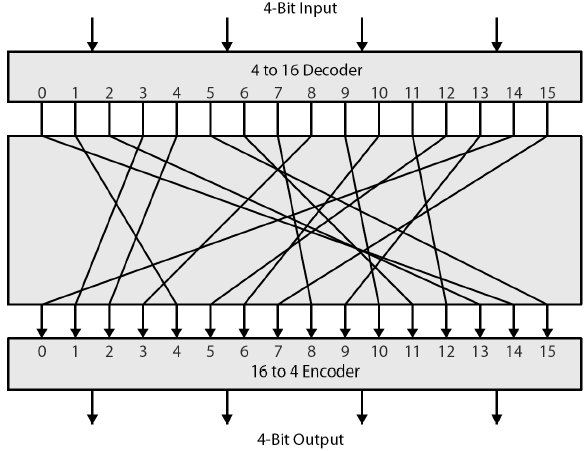 4-Bit Input
4 to 16 Decoder
0 1 2 3 4 5 6 7 8 9 10 11 12 13 14 15
0 1 2 3 4 5 6 7 8 9 10 11 12 13 14 15
16 to 4 Encoder
4-Bit Output